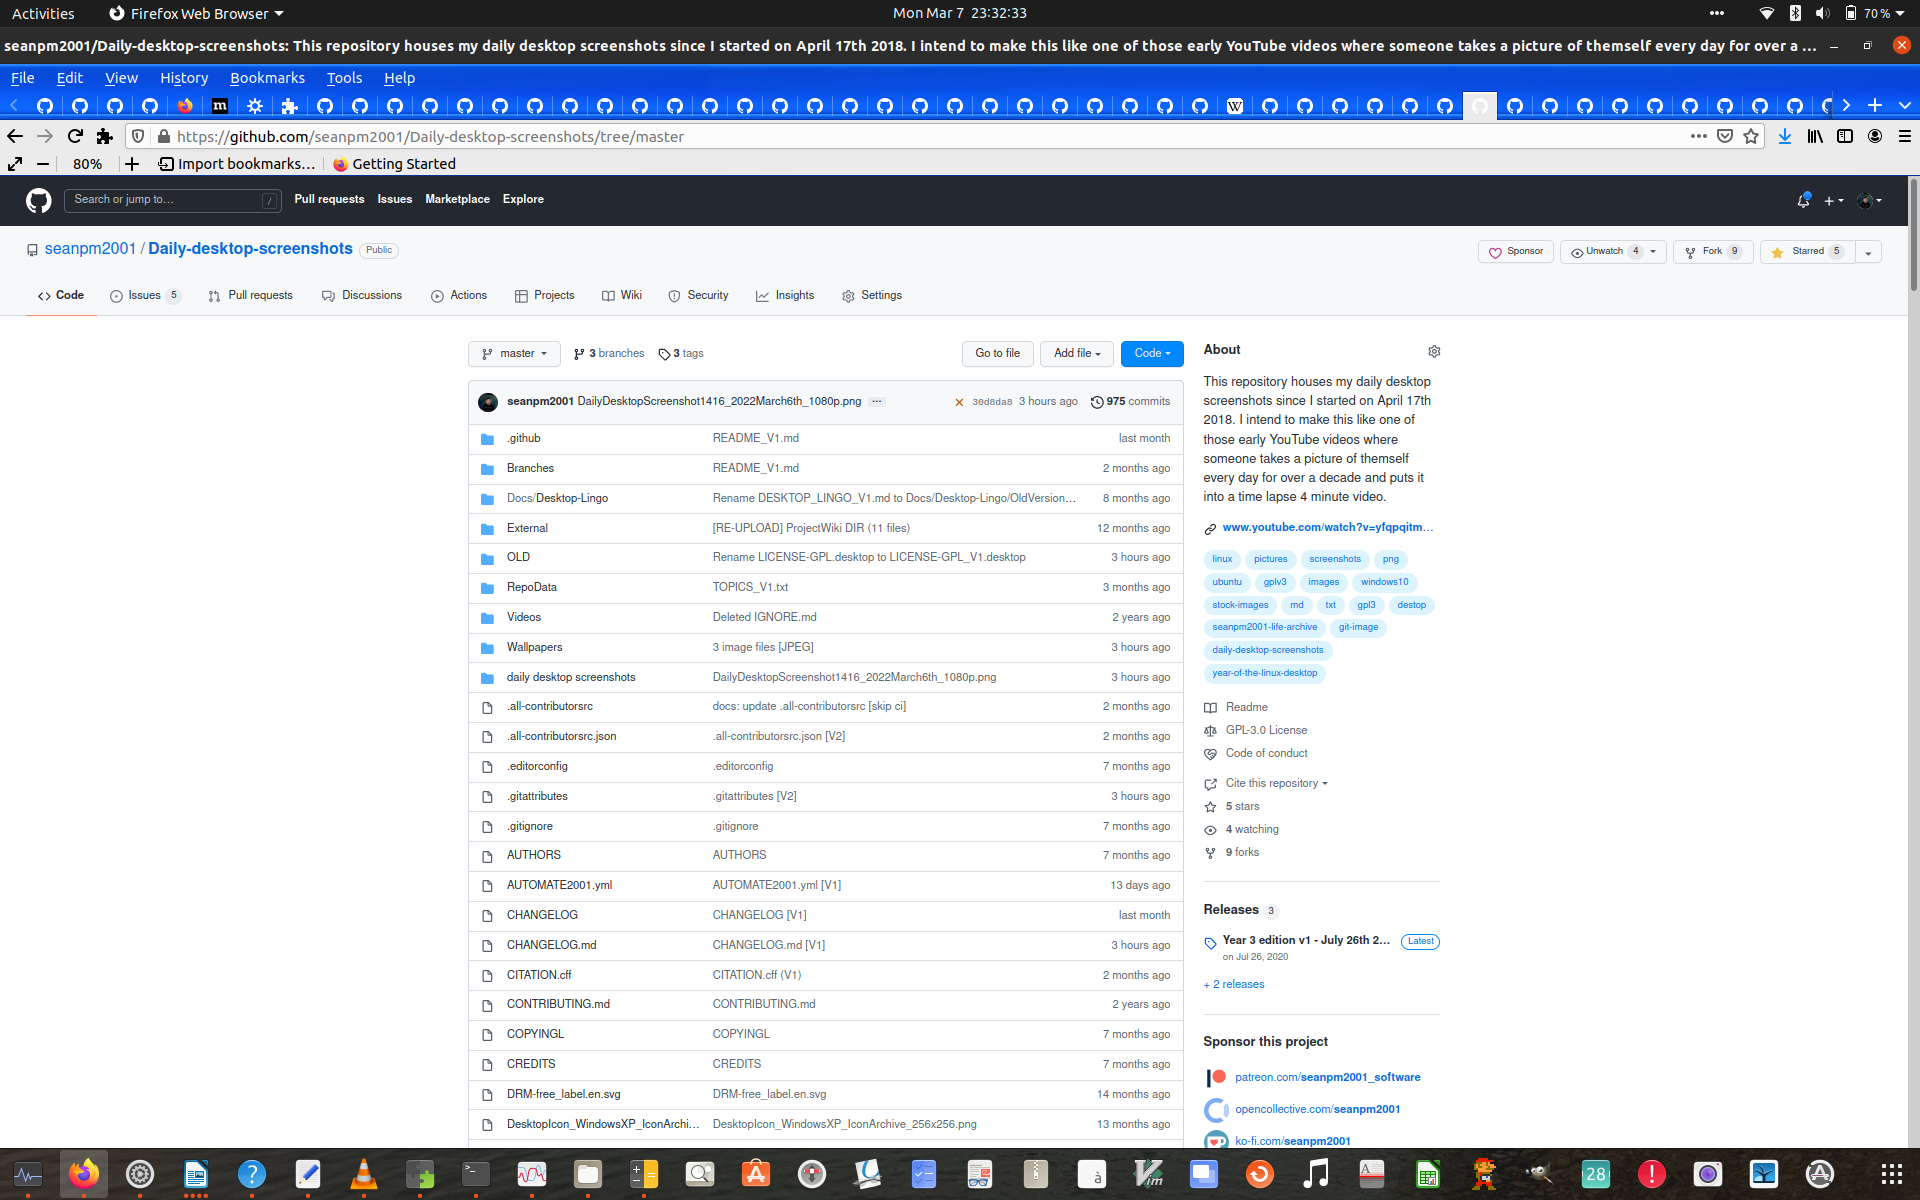 Activities
Firefox Web Browser
Mon Mar 7 23:32:33
70 %
seanpm2001/Daily-desktop-screenshots: This repository houses my daily desktop screenshots since I started on April 17th 2018. I intend to make this like one of those early YouTube videos where someone takes a picture of themself every day for over a ...
File Edit View History Bookmarks Tools Help
https://github.com/seanpm2001/Daily-desktop-screenshots/tree/master
80% Import bookmarks... Getting Started
Search or jump to... / Pull requests Issues Marketplace Explore
seanpm2001 / Daily-desktop-screenshots Public
Sponsor Unwatch 4 Fork 9 Starred 5
Code Issues 5 Pull requests Discussions Actions Projects Wiki Security Insights Settings
master 3 branches 3 tags Go to file Add file Code
seanpm2001 DailyDesktopScreenshot1416_2022March6th_1080p.png ... 30d8da8 3 hours ago 975 commits
.github README_V1.md last month
Branches README_V1.md 2 months ago
Docs/Desktop-Lingo Rename DESKTOP_LINGO_V1.md to Docs/Desktop-Lingo/OldVersion... 8 months ago
External [RE-UPLOAD] ProjectWiki DIR (11 files) 12 months ago
OLD Rename LICENSE-GPL.desktop to LICENSE-GPL_V1.desktop 3 hours ago
RepoData TOPICS_V1.txt 3 months ago
Videos Deleted IGNORE.md 2 years ago
Wallpapers 3 image files [JPEG] 3 hours ago
daily desktop screenshots DailyDesktopScreenshot1416_2022March6th_1080p.png 3 hours ago
.all-contributorsrc docs: update .all-contributorsrc [skip ci] 2 months ago
.all-contributorsrc.json .all-contributorsrc.json [V2] 2 months ago
.editorconfig .editorconfig 7 months ago
.gitattributes .gitattributes [V2] 3 hours ago
.gitignore .gitignore 7 months ago
AUTHORS AUTHORS 7 months ago
AUTOMATE2001.yml AUTOMATE2001.yml [V1] 13 days ago
CHANGELOG CHANGELOG [V1] last month
CHANGELOG.md CHANGELOG.md [V1] 3 hours ago
CITATION.cff CITATION.cff (V1) 2 months ago
CONTRIBUTING.md CONTRIBUTING.md 2 years ago
COPYINGL COPYINGL 7 months ago
CREDITS CREDITS 7 months ago
DRM-free_label.en.svg DRM-free_label.en.svg 14 months ago
DesktopIcon_WindowsXP_IconArchi... DesktopIcon_WindowsXP_IconArchive_256x256.png 13 months ago
About
This repository houses my daily desktop
screenshots since I started on April 17th
2018. I intend to make this like one of
those early YouTube videos where
someone takes a picture of themself
every day for over a decade and puts it
into a time lapse 4 minute video.
www.youtube.com/watch?v=yfqpqitm...
linux pictures screenshots png
ubuntu gplv3 images windows10
stock-images md txt gpl3 destop
seanpm2001-life-archive git-image
daily-desktop-screenshots
year-of-the-linux-desktop
Readme
GPL-3.0 License
Code of conduct
Cite this repository
5 stars
4 watching
9 forks
Releases 3
Year 3 edition v1 - July 26th 2... Latest
on Jul 26, 2020
+ 2 releases
Sponsor this project
patreon.com/seanpm2001_software
opencollective.com/seanpm2001
ko-fi.com/seanpm2001
28